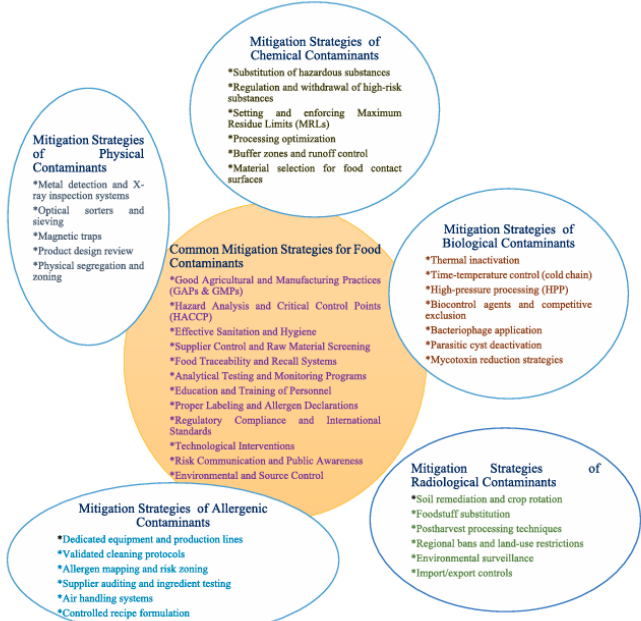 Mitigation Strategies of
Chemical Contaminants
*Substitution of hazardous substances
*Regulation and withdrawal of high-risk
substances
*Setting and enforcing Maximum
Residue Limits (MRLs)
*Processing optimization
*Buffer zones and runoff control
*Material selection for food contact
surfaces
Mitigation Strategies
of Physical
Contaminants
*Metal detection and X-
ray inspection systems
*Optical sorters and
sieving
*Magnetic traps
*Product design review
*Physical segregation and
zoning
Common Mitigation Strategies for Food
Contaminants
*Good Agricultural and Manufacturing Practices
(GAPs & GMPs)
*Hazard Analysis and Critical Control Points
(HACCP)
*Effective Sanitation and Hygiene
*Supplier Control and Raw Material Screening
*Food Traceability and Recall Systems
*Analytical Testing and Monitoring Programs
*Education and Training of Personnel
*Proper Labeling and Allergen Declarations
*Regulatory Compliance and International
Standards
*Technological Interventions
*Risk Communication and Public Awareness
*Environmental and Source Control
Mitigation Strategies of
Biological Contaminants
*Thermal inactivation
*Time-temperature control (cold chain)
*High-pressure processing (HPP)
*Biocontrol agents and competitive
exclusion
*Bacteriophage application
*Parasitic cyst deactivation
*Mycotoxin reduction strategies
Mitigation Strategies of
Radiological Contaminants
*Soil remediation and crop rotation
*Foodstuff substitution
*Postharvest processing techniques
*Regional bans and land-use restrictions
*Environmental surveillance
*Import/export controls
Mitigation Strategies of Allergenic
Contaminants
*Dedicated equipment and production lines
*Validated cleaning protocols
*Allergen mapping and risk zoning
*Supplier auditing and ingredient testing
*Air handling systems
*Controlled recipe formulation